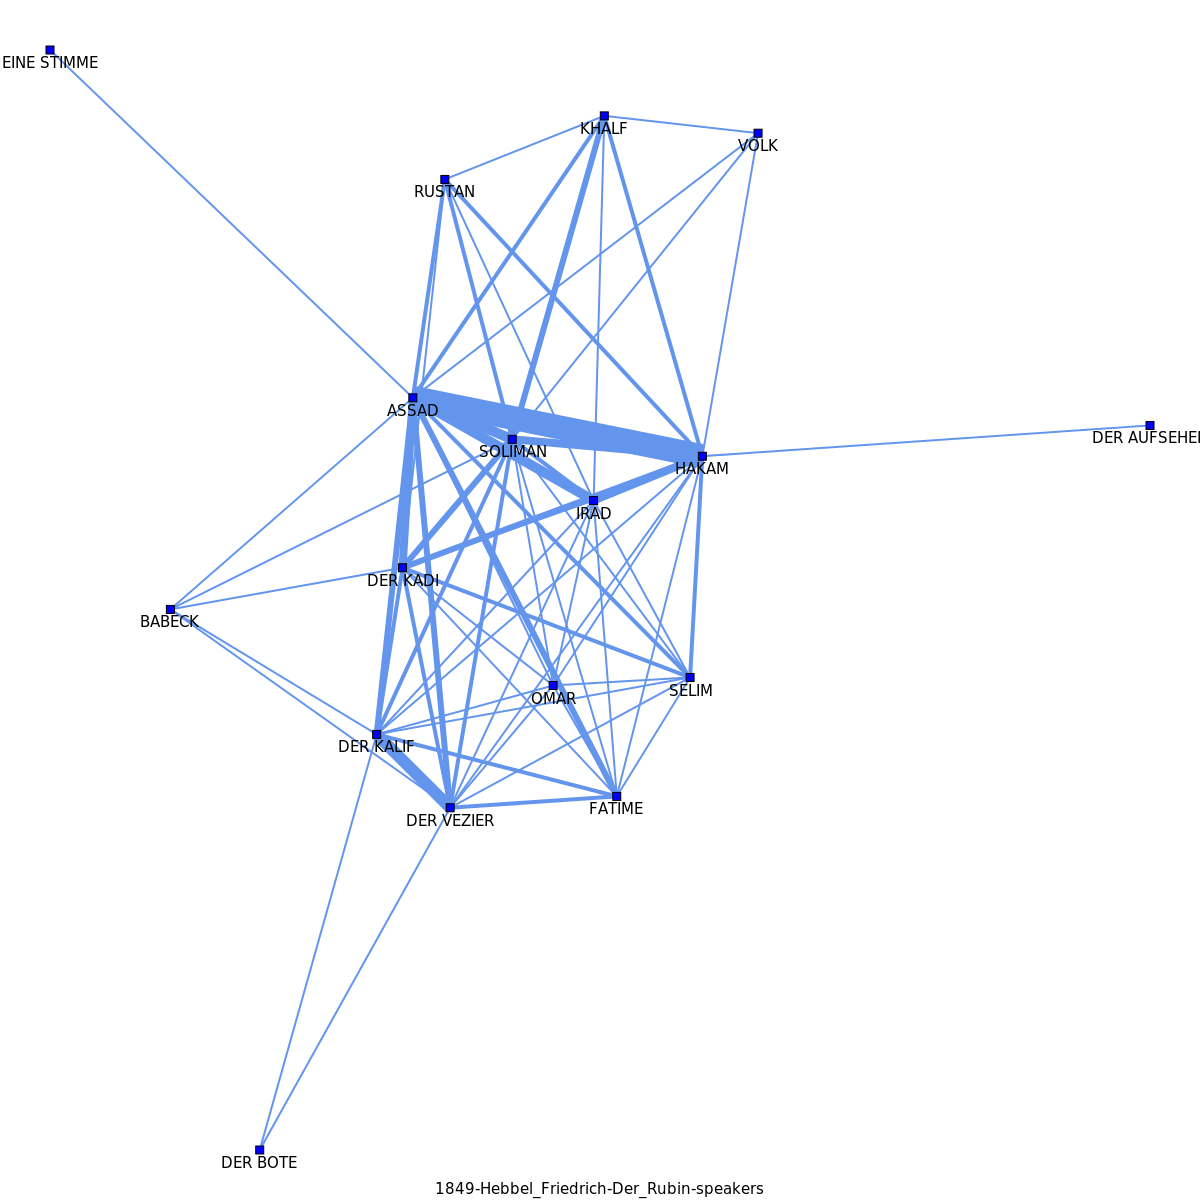 EINE STIMME
KHALF
VOLK
RUSTAN
ASSAD
DER AUFSEHE
SOLIMAN
HAKAM
IRAD
DER KADI
BABECK
SELIM
OMAR
DER KALIF
FATIME
DER VEZIER
DER BOTE
1849-Hebbel_Friedrich-Der_Rubin-speakers